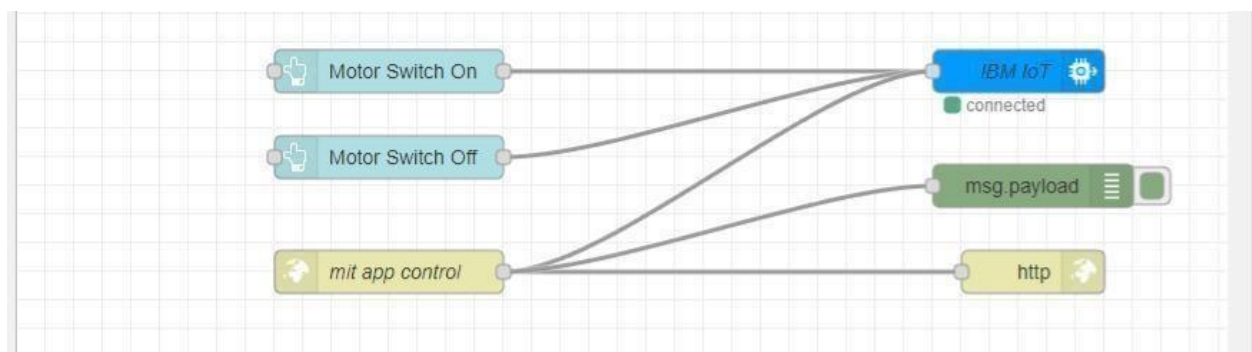 Motor Switch On
IBM IoT
connected
Motor Switch Off
msg.payload
mit app control
http